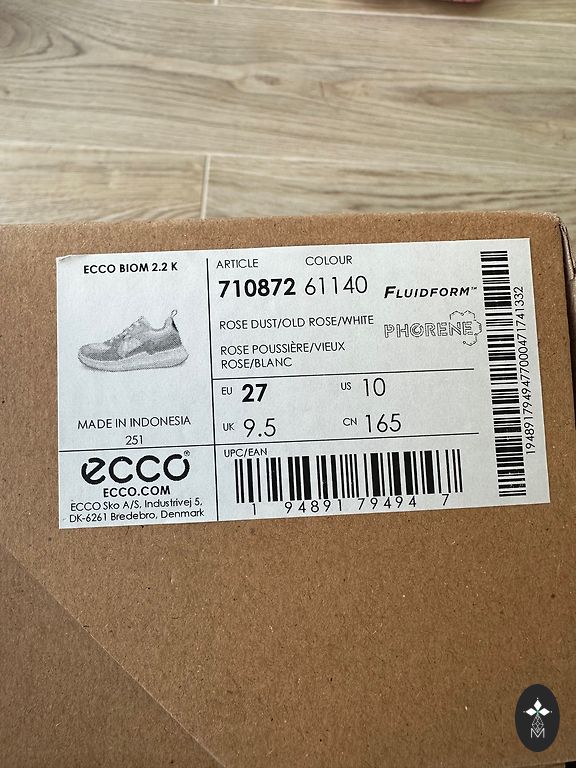 ECCO BIOM 2.2 K
MADE IN INDONESIA
251
ARTICLE COLOUR
710872 61140
FLUIDFORM™
ROSE DUST/OLD ROSE/WHITE
PHORENE
ROSE POUSSIÈRE/VIEUX
ROSE/BLANC
EU 27 US 10
UK 9.5 CN 165
ecco®
ECCO.COM
ECCO Sko A/S, Industrivej 5,
DK-6261 Bredebro, Denmark
UPC/EAN
1 94891 79494 7
19489179494770000471741332
M